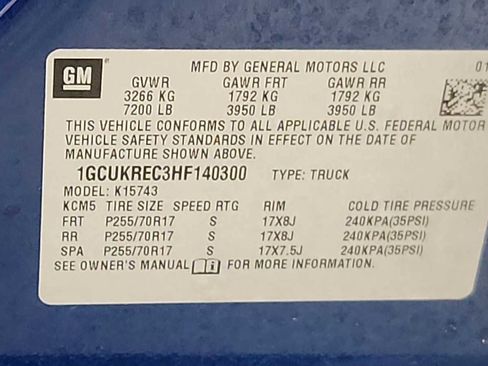 GM MFD BY GENERAL MOTORS LLC 01
GVWR GAWR FRT GAWR RR
3266 KG 1792 KG 1792 KG
7200 LB 3950 LB 3950 LB
THIS VEHICLE CONFORMS TO ALL APPLICABLE U.S. FEDERAL MOTOR
VEHICLE SAFETY STANDARDS IN EFFECT ON THE DATE OF
MANUFACTURE SHOWN ABOVE.
1GCUKREC3HF140300 TYPE: TRUCK
MODEL: K15743
KCM5 TIRE SIZE SPEED RTG RIM COLD TIRE PRESSURE
FRT P255/70R17 S 17X8J 240KPA(35PSI)
RR P255/70R17 S 17X8J 240KPA(35PSI)
SPA P255/70R17 S 17X7.5J 240KPA(35PSI)
SEE OWNER'S MANUAL i FOR MORE INFORMATION.